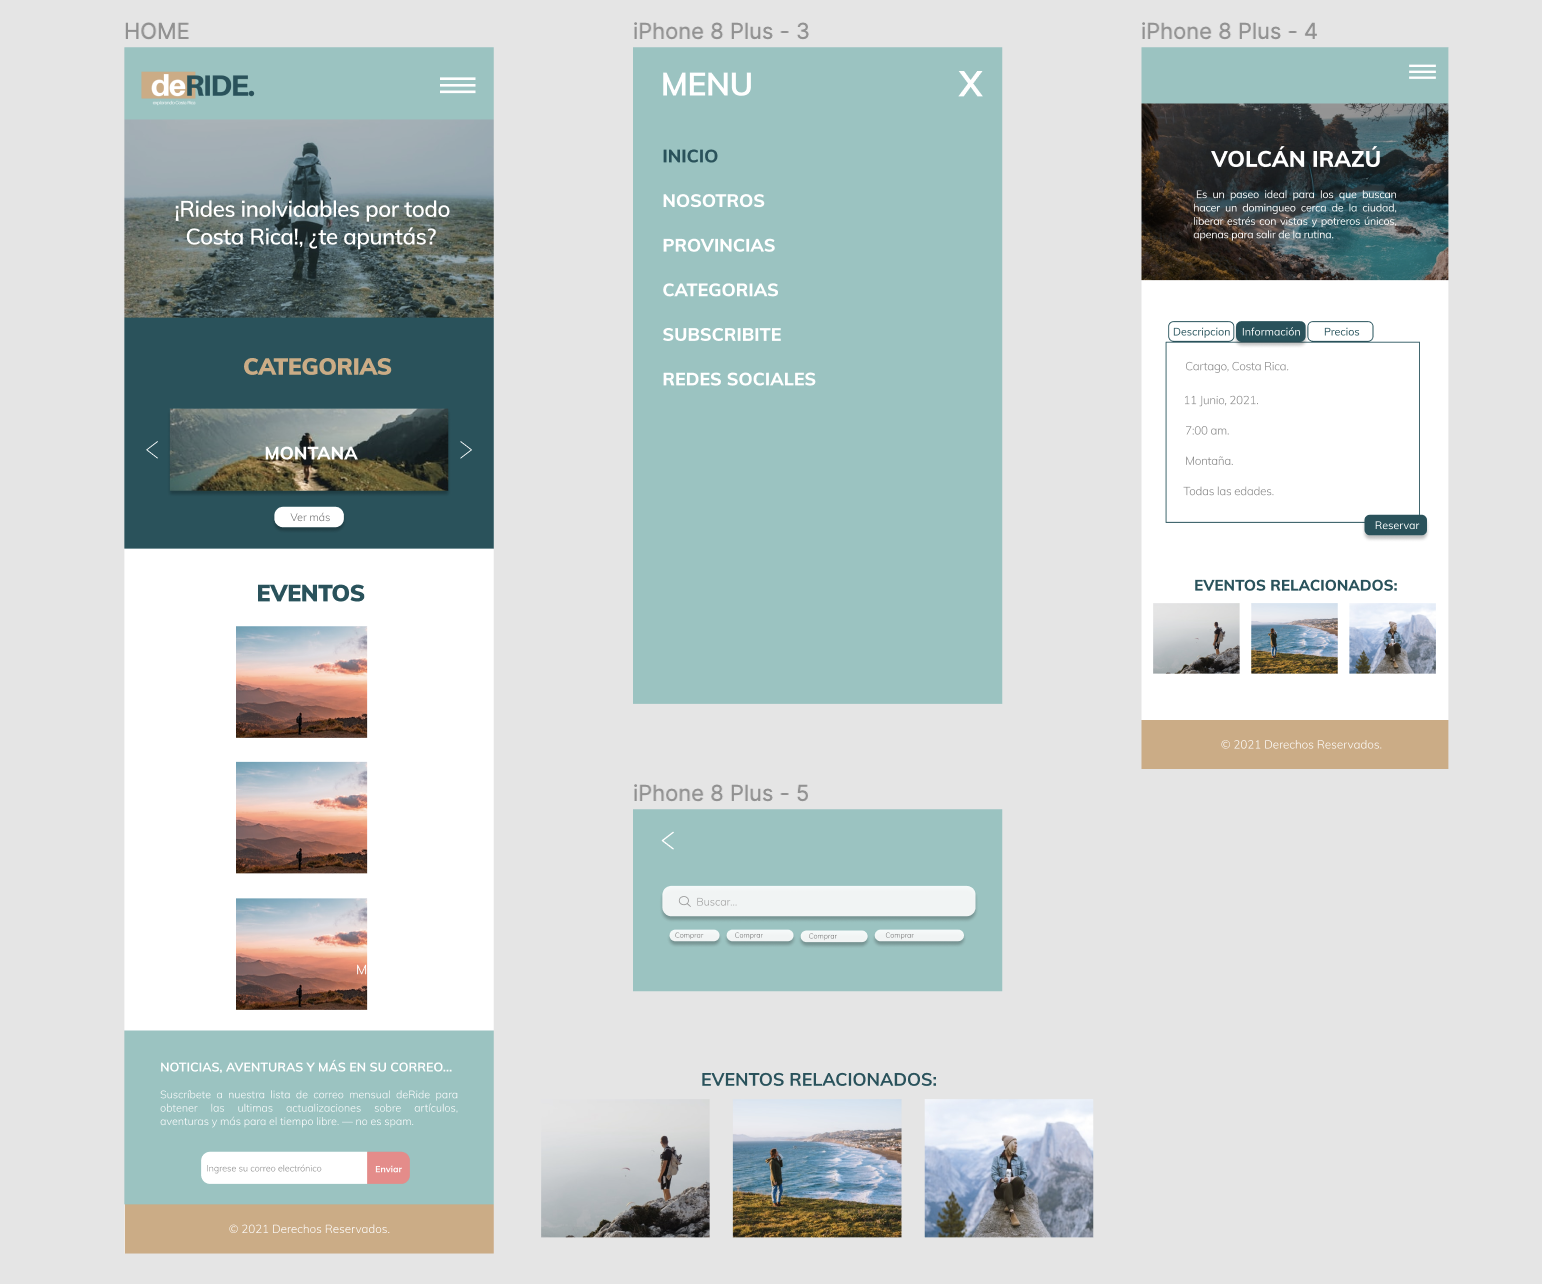 HOME
deRIDE.
explorando Costa Rica
¡Rides inolvidables por todo
Costa Rica!, ¿te apuntás?
CATEGORIAS
MONTANA
Ver más
EVENTOS
M
NOTICIAS, AVENTURAS Y MÁS EN SU CORREO...
Suscríbete a nuestra lista de correo mensual deRide para
obtener las ultimas actualizaciones sobre artículos,
aventuras y más para el tiempo libre. — no es spam.
Ingrese su correo electrónico
Enviar
© 2021 Derechos Reservados.
iPhone 8 Plus - 3
MENU
X
INICIO
NOSOTROS
PROVINCIAS
CATEGORIAS
SUBSCRIBITE
REDES SOCIALES
iPhone 8 Plus - 5
Buscar...
Comprar
Comprar
Comprar
Comprar
EVENTOS RELACIONADOS:
iPhone 8 Plus - 4
VOLCÁN IRAZÚ
Es un paseo ideal para los que buscan
hacer un domingueo cerca de la ciudad,
liberar estrés con vistas y potreros únicos,
apenas para salir de la rutina.
Descripcion
Información
Precios
Cartago, Costa Rica.
11 Junio, 2021.
7:00 am.
Montaña.
Todas las edades.
Reservar
EVENTOS RELACIONADOS:
© 2021 Derechos Reservados.